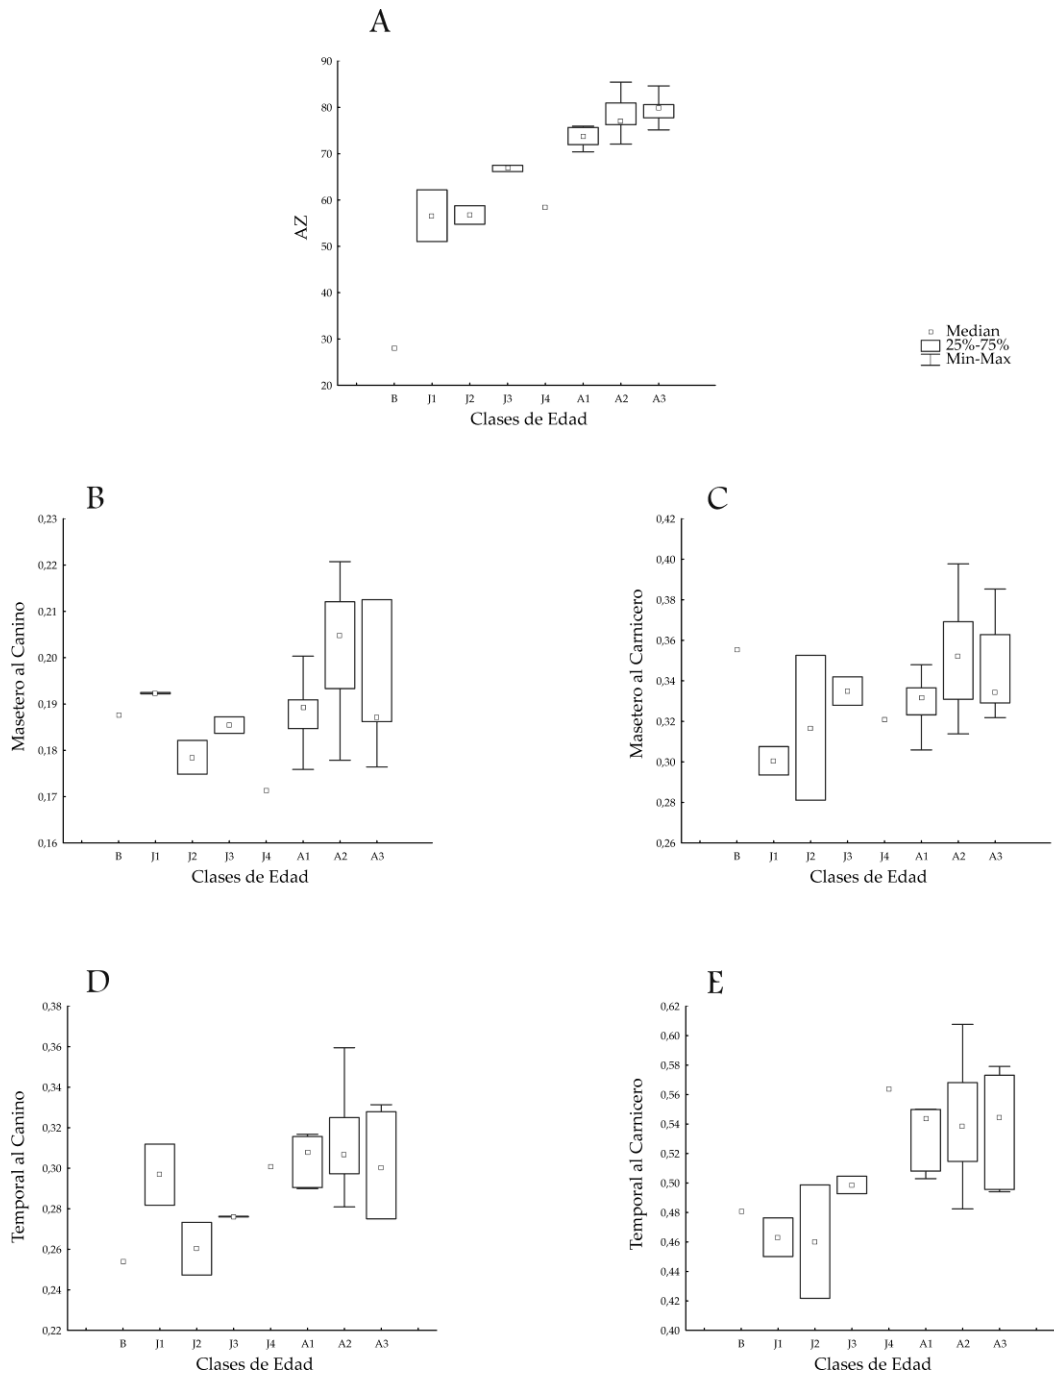 A
90
80
70
60
50
40
30
20
AZ
B J1 J2 J3 J4 A1 A2 A3
Clases de Edad
Median
25%-75%
Min-Max
B
0,23
0,22
0,21
0,20
0,19
0,18
0,17
0,16
Masetero al Canino
B J1 J2 J3 J4 A1 A2 A3
Clases de Edad
C
0,42
0,40
0,38
0,36
0,34
0,32
0,30
0,28
0,26
Masetero al Carnicero
B J1 J2 J3 J4 A1 A2 A3
Clases de Edad
D
0,38
0,36
0,34
0,32
0,30
0,28
0,26
0,24
0,22
Temporal al Canino
B J1 J2 J3 J4 A1 A2 A3
Clases de Edad
E
0,62
0,60
0,58
0,56
0,54
0,52
0,50
0,48
0,46
0,44
0,42
0,40
Temporal al Carnicero
B J1 J2 J3 J4 A1 A2 A3
Clases de Edad